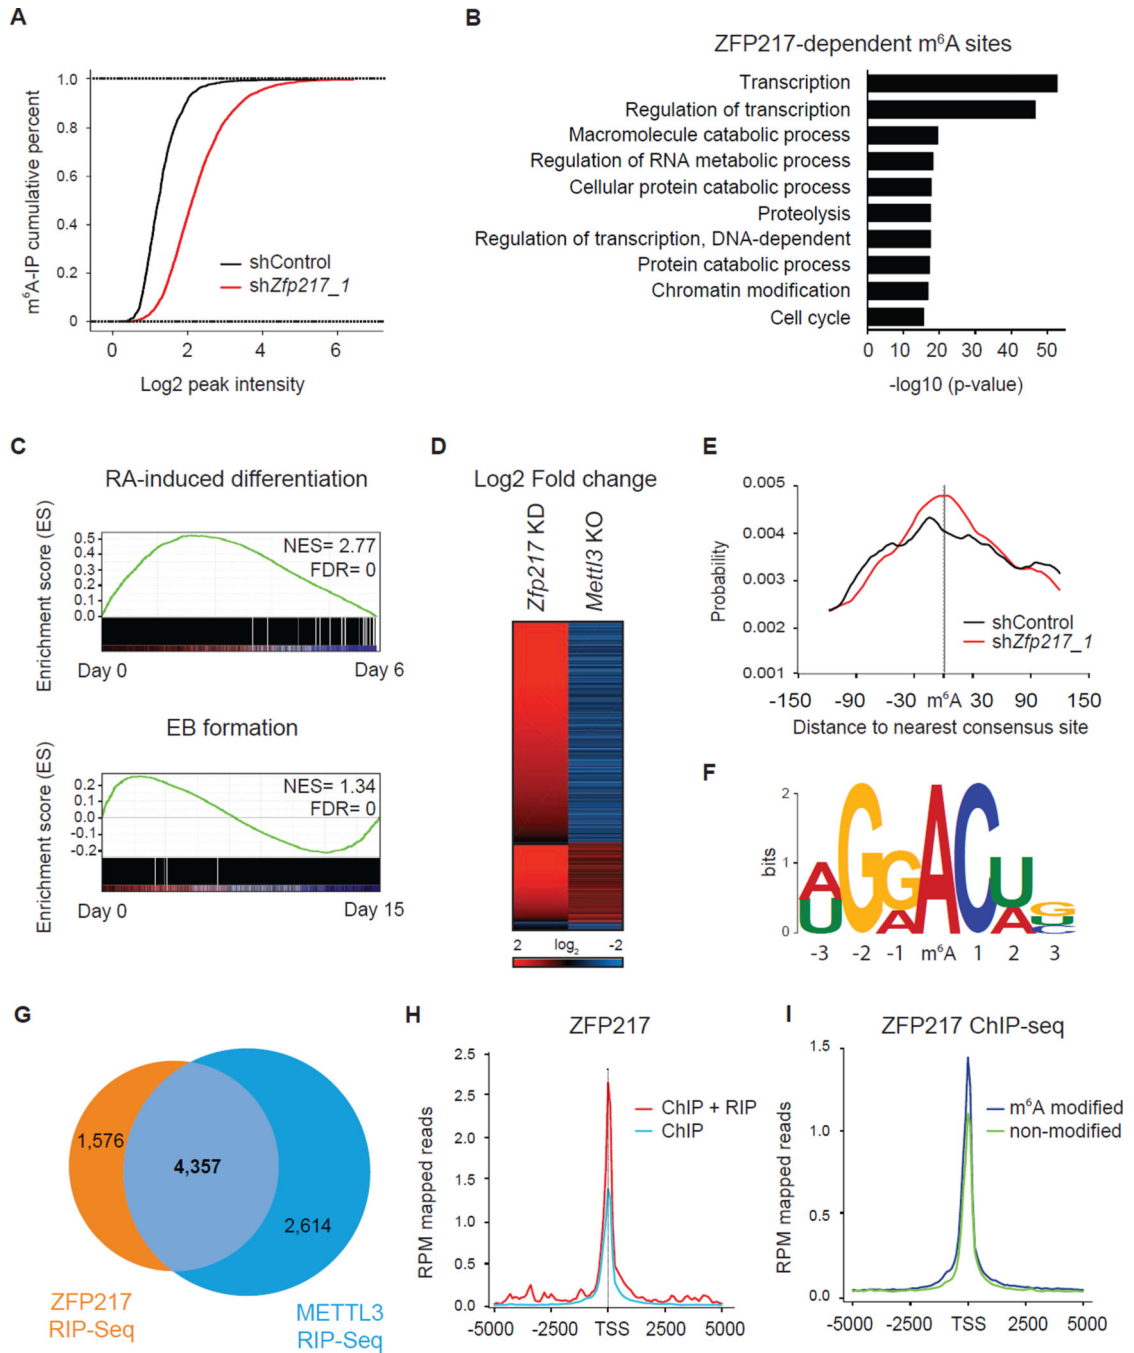 A
m⁶A-IP cumulative percent
1.0
0.8
0.6
0.4
0.2
0
shControl
shZfp217_1
0 2 4 6
Log2 peak intensity
B
ZFP217-dependent m⁶A sites
Transcription
Regulation of transcription
Macromolecule catabolic process
Regulation of RNA metabolic process
Cellular protein catabolic process
Proteolysis
Regulation of transcription, DNA-dependent
Protein catabolic process
Chromatin modification
Cell cycle
0 10 20 30 40 50
-log10 (p-value)
C
RA-induced differentiation
Enrichment score (ES)
0.5
0.4
0.3
0.2
0.1
0.0
NES= 2.77
FDR= 0
Day 0 Day 6
EB formation
Enrichment score (ES)
0.2
0.1
0.0
-0.1
-0.2
NES= 1.34
FDR= 0
Day 0 Day 15
D
Log2 Fold change
Zfp217 KD
Mettl3 KO
2 log₂ -2
E
Probability
0.005
0.004
0.003
0.002
0.001
shControl
shZfp217_1
-150 -90 -30 m⁶A 30 90 150
Distance to nearest consensus site
F
bits
2
1
0
A G G A C U G
U A A U
C
-3 -2 -1 m⁶A 1 2 3
G
1,576
4,357
2,614
ZFP217
RIP-Seq
METTL3
RIP-Seq
H
ZFP217
RPM mapped reads
2.5
2.0
1.5
1.0
0.5
0.0
ChIP + RIP
ChIP
-5000 -2500 TSS 2500 5000
I
ZFP217 ChIP-seq
RPM mapped reads
1.5
1.0
0.5
0.0
m⁶A modified
non-modified
-5000 -2500 TSS 2500 5000